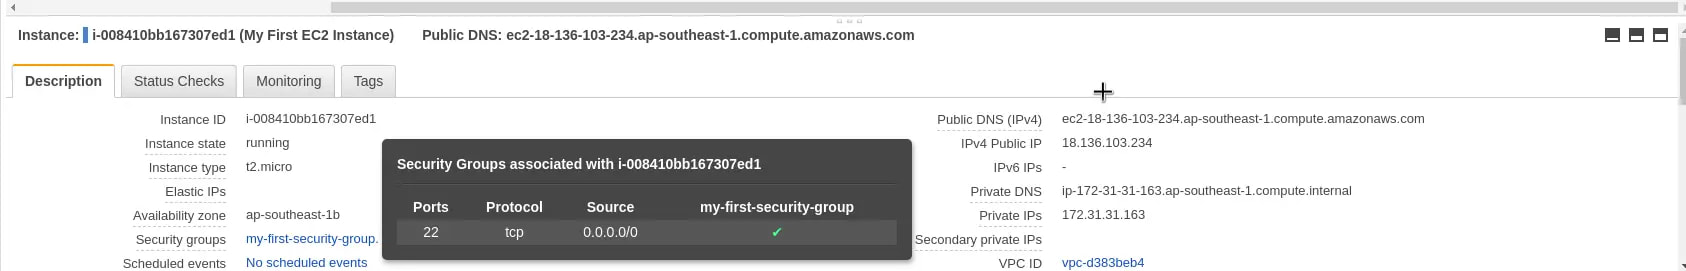 Instance: i-008410bb167307ed1 (My First EC2 Instance) Public DNS: ec2-18-136-103-234.ap-southeast-1.compute.amazonaws.com
Description Status Checks Monitoring Tags
Instance ID i-008410bb167307ed1 Public DNS (IPv4) ec2-18-136-103-234.ap-southeast-1.compute.amazonaws.com
Instance state running IPv4 Public IP 18.136.103.234
Instance type t2.micro IPv6 IPs -
Elastic IPs Private DNS ip-172-31-31-163.ap-southeast-1.compute.internal
Availability zone ap-southeast-1b Private IPs 172.31.31.163
Security groups my-first-security-group. Secondary private IPs
Scheduled events No scheduled events VPC ID vpc-d383beb4
Security Groups associated with i-008410bb167307ed1
Ports Protocol Source my-first-security-group
22 tcp 0.0.0.0/0 ✔